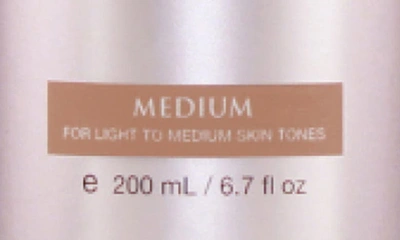 MEDIUM
FOR LIGHT TO MEDIUM SKIN TONES
e 200 mL / 6.7 fl oz